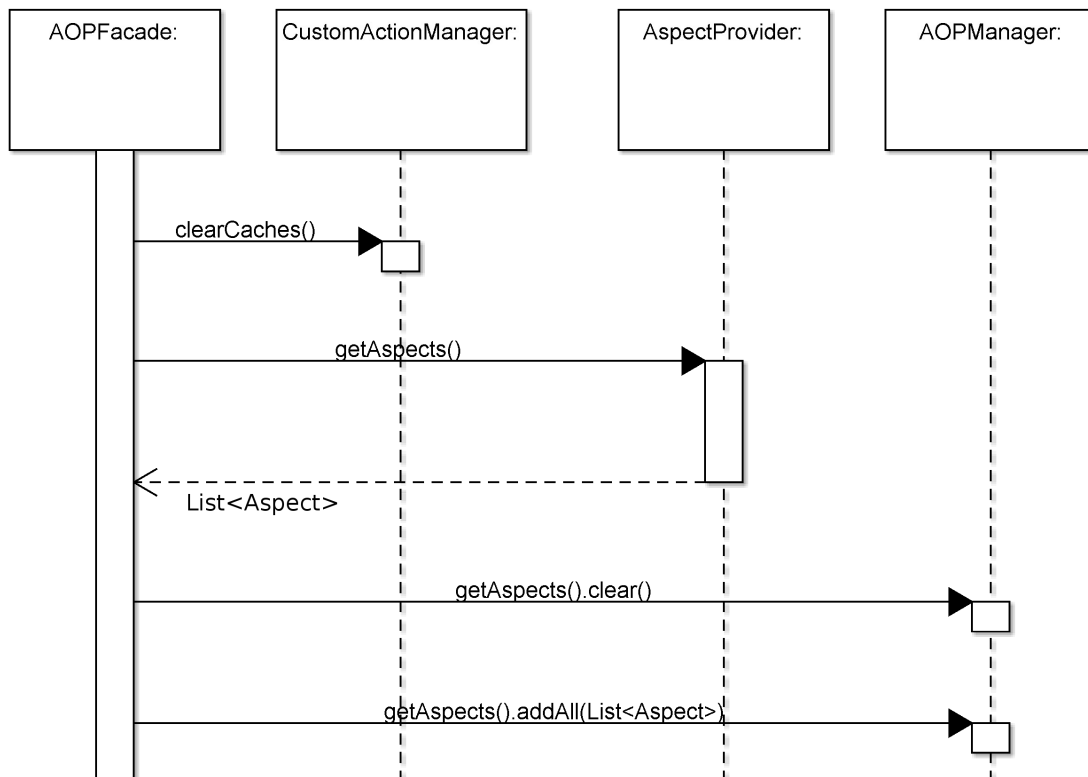 AOPFacade:
CustomActionManager:
AspectProvider:
AOPManager:
clearCaches()
getAspects()
List<Aspect>
getAspects().clear()
getAspects().addAll(List<Aspect>)